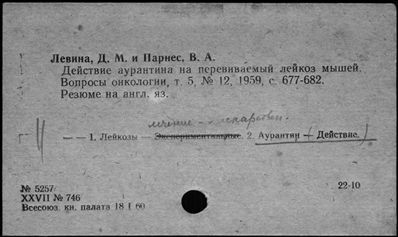 Левина, Д. М. и Парнес, В. А.
Действие аурантина на перевиваемый лейкоз мышей.
Вопросы онкологии, т. 5, № 12, 1959, с. 677-682.
Резюме на англ. яз.
лечение - лекарствен.
— — 1. Лейкозы — Экспериментальные. 2. Аурантин (— Действие.)
№ 5257
22-10
XXVII № 746
Всесоюз. кн. палата 18 I 60